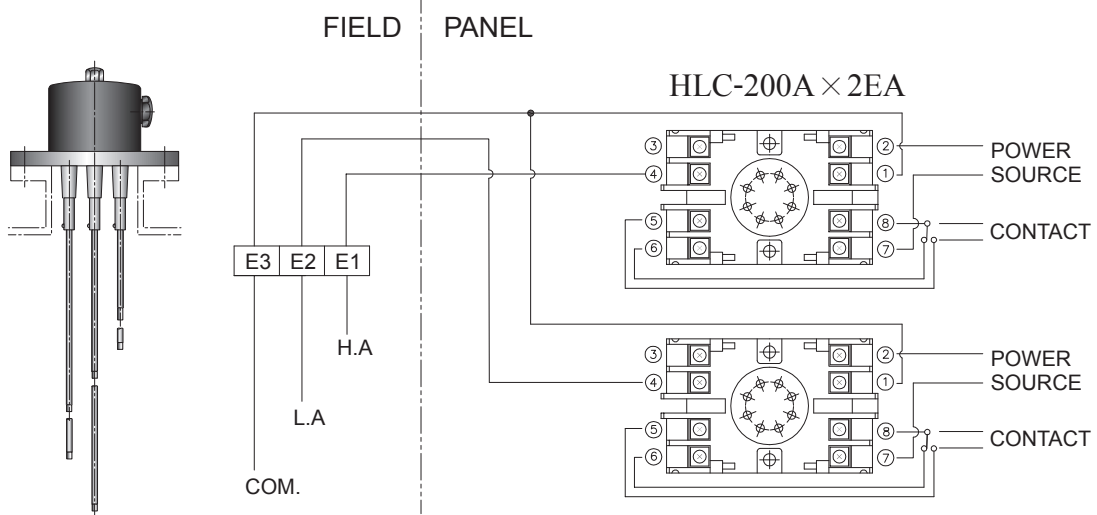 FIELD PANEL
HLC-200A × 2EA
③ ②
POWER
④ ①
SOURCE
⑤ ⑧
CONTACT
⑥ ⑦
E3 E2 E1
H.A
L.A
COM.
③ ②
POWER
④ ①
SOURCE
⑤ ⑧
CONTACT
⑥ ⑦